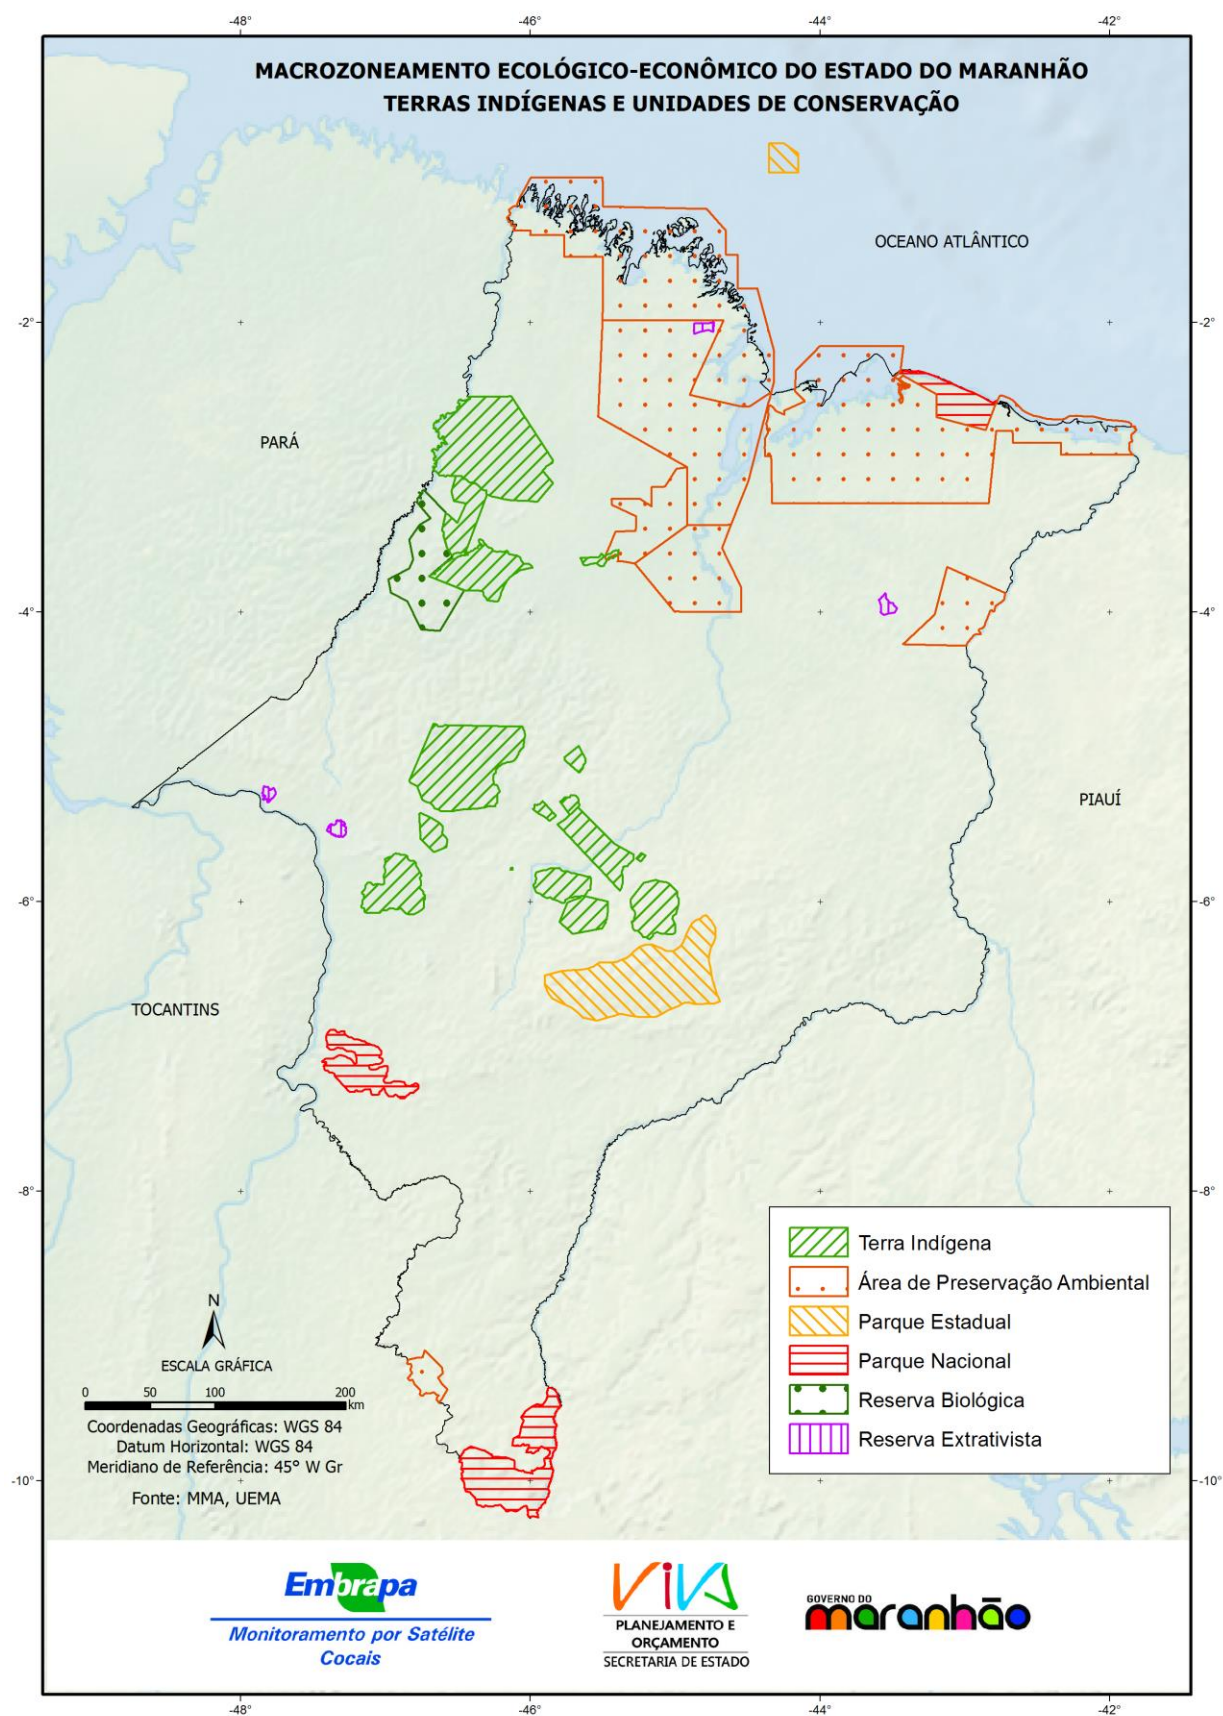 -48°
-46°
-44°
-42°
MACROZONEAMENTO ECOLÓGICO-ECONÔMICO DO ESTADO DO MARANHÃO
TERRAS INDÍGENAS E UNIDADES DE CONSERVAÇÃO
OCEANO ATLÂNTICO
-2°
-2°
PARÁ
-4°
-4°
PIAUÍ
-6°
-6°
TOCANTINS
-8°
-8°
Terra Indígena
Área de Preservação Ambiental
Parque Estadual
Parque Nacional
Reserva Biológica
Reserva Extrativista
N
ESCALA GRÁFICA
0 50 100 200
km
Coordenadas Geográficas: WGS 84
Datum Horizontal: WGS 84
Meridiano de Referência: 45° W Gr
Fonte: MMA, UEMA
-10°
-10°
Embrapa
Monitoramento por Satélite
Cocais
VIVA
PLANEJAMENTO E
ORÇAMENTO
SECRETARIA DE ESTADO
GOVERNO DO
maranhão
-48°
-46°
-44°
-42°